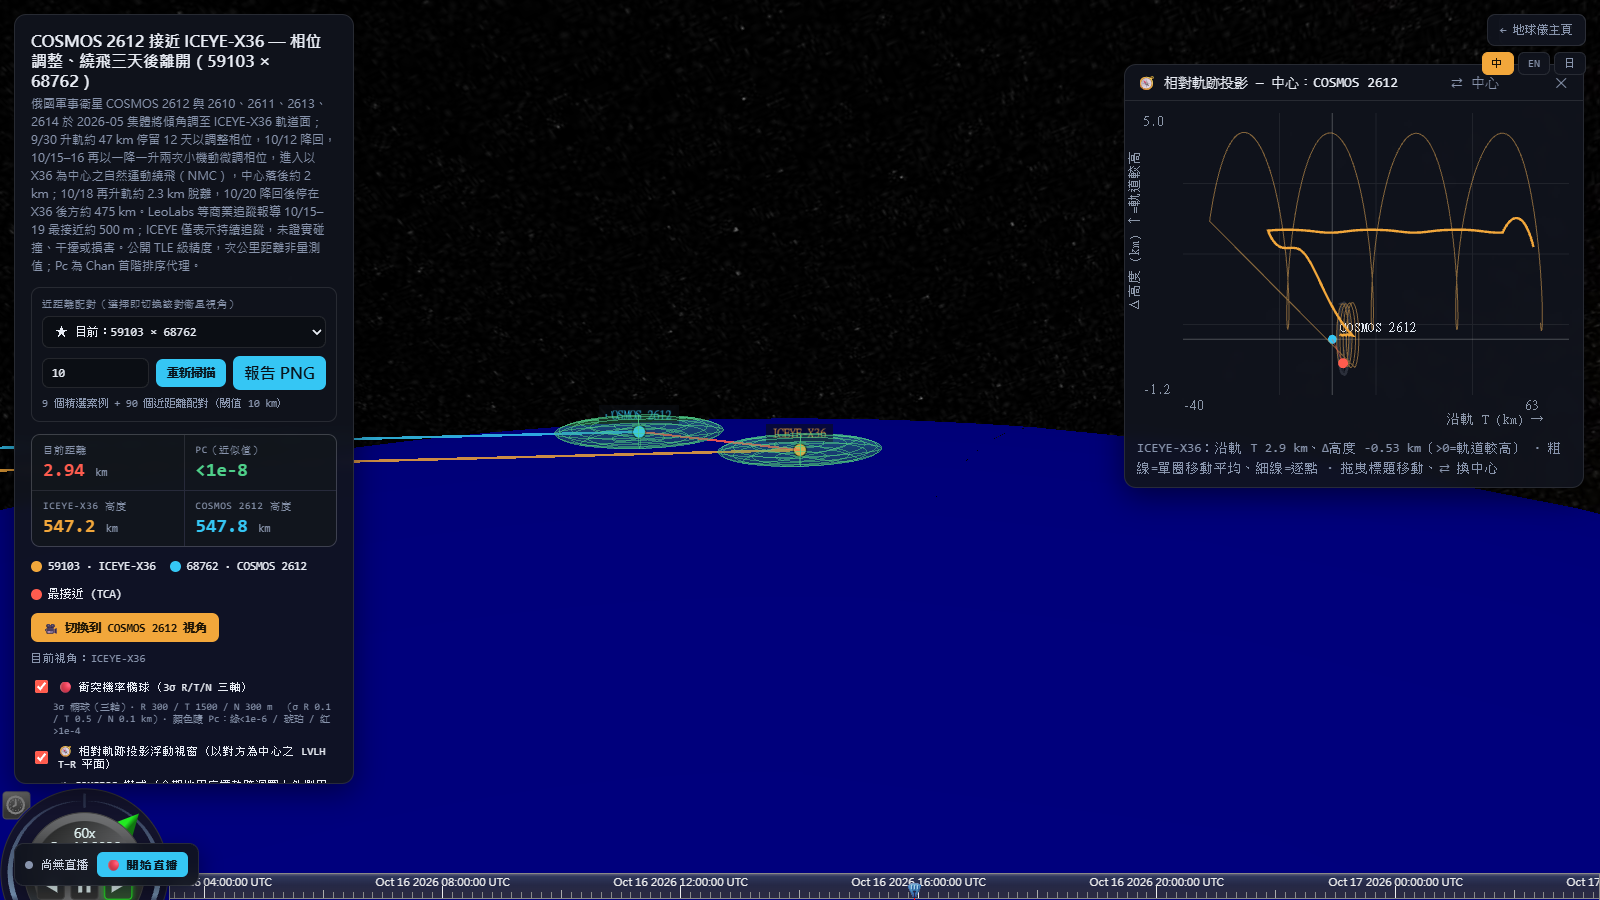 COSMOS 2612 接近 ICEYE-X36 — 相位
調整、繞飛三天後離開（59103 ×
68762）
俄國軍事衛星 COSMOS 2612 與 2610、2611、2613、
2614 於 2026-05 集體將傾角調至 ICEYE-X36 軌道面；
9/30 升軌約 47 km 停留 12 天以調整相位，10/12 降回，
10/15–16 再以一降一升兩次小機動微調相位，進入以
X36 為中心之自然運動繞飛（NMC），中心落後約 2
km；10/18 再升軌約 2.3 km 脫離，10/20 降回後停在
X36 後方約 475 km。LeoLabs 等商業追蹤報導 10/15–
19 最接近約 500 m；ICEYE 僅表示持續追蹤，未證實碰
撞、干擾或損害。公開 TLE 級精度，次公里距離非量測
值；Pc 為 Chan 首階排序代理。
近距離配對（選擇即切換該對衛星視角）
★ 目前：59103 × 68762
10
重新掃描
報告 PNG
9 個精選案例 + 90 個近距離配對（閾值 10 km）
目前距離
2.94 km
PC（近似值）
<1e-8
ICEYE-X36 高度
547.2 km
COSMOS 2612 高度
547.8 km
59103 · ICEYE-X36
68762 · COSMOS 2612
最接近 (TCA)
切換到 COSMOS 2612 視角
目前視角：ICEYE-X36
衝突機率橢球（3σ R/T/N 三軸）
3σ 橢球（三軸）· R 300 / T 1500 / N 300 m （σ R 0.1
/ T 0.5 / N 0.1 km）· 顏色隨 Pc：綠<1e-6 / 琥珀 / 紅
>1e-4
相對軌跡投影浮動視窗（以對方為中心之 LVLH
T–R 平面）
60x
尚無直播
開始直播
COSMOS 2612
ICEYE-X36
← 地球儀主頁
中
EN
日
相對軌跡投影 — 中心：COSMOS 2612
⇄ 中心
5.0
Δ高度 (km) ↑=軌道較高
COSMOS 2612
-1.2
-40
63
沿軌 T (km) →
ICEYE-X36：沿軌 T 2.9 km、Δ高度 -0.53 km（>0=軌道較高） · 粗
線=單圈移動平均、細線=逐點 · 拖曳標題移動、⇄ 換中心
04:00:00 UTC
Oct 16 2026 08:00:00 UTC
Oct 16 2026 12:00:00 UTC
Oct 16 2026 16:00:00 UTC
Oct 16 2026 20:00:00 UTC
Oct 17 2026 00:00:00 UTC
Oct 17